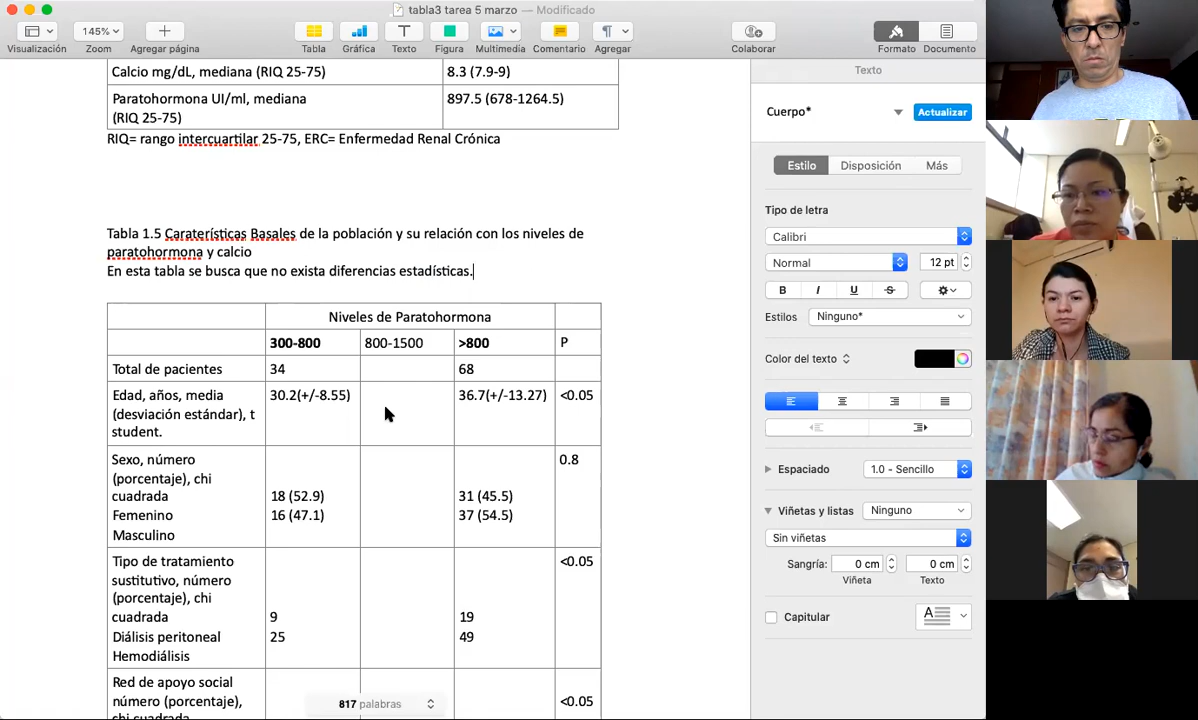 tabla3 tarea 5 marzo — Modificado
145%
Visualización
Zoom
Agregar página
Tabla
Gráfica
Texto
Figura
Multimedia
Comentario
Agregar
Colaborar
Formato
Documento
Calcio mg/dL, mediana (RIQ 25-75)
8.3 (7.9-9)
Paratohormona UI/ml, mediana
(RIQ 25-75)
897.5 (678-1264.5)
RIQ= rango intercuartilar 25-75, ERC= Enfermedad Renal Crónica
Tabla 1.5 Caraterísticas Basales de la población y su relación con los niveles de
paratohormona y calcio
En esta tabla se busca que no exista diferencias estadísticas.
Niveles de Paratohormona
300-800 800-1500 >800 P
Total de pacientes 34 68
Edad, años, media 30.2(+/-8.55) 36.7(+/-13.27) <0.05
(desviación estándar), t
student.
Sexo, número 0.8
(porcentaje), chi
cuadrada 18 (52.9) 31 (45.5)
Femenino 16 (47.1) 37 (54.5)
Masculino
Tipo de tratamiento <0.05
sustitutivo, número
(porcentaje), chi
cuadrada 9 19
Diálisis peritoneal 25 49
Hemodiálisis
Red de apoyo social
número (porcentaje), <0.05
chi cuadrada
817 palabras
Texto
Cuerpo*
Actualizar
Estilo
Disposición
Más
Tipo de letra
Calibri
Normal
12 pt
B I U S
Estilos
Ninguno*
Color del texto
Espaciado
1.0 - Sencillo
Viñetas y listas
Ninguno
Sin viñetas
Sangría:
0 cm
0 cm
Viñeta
Texto
Capitular
A